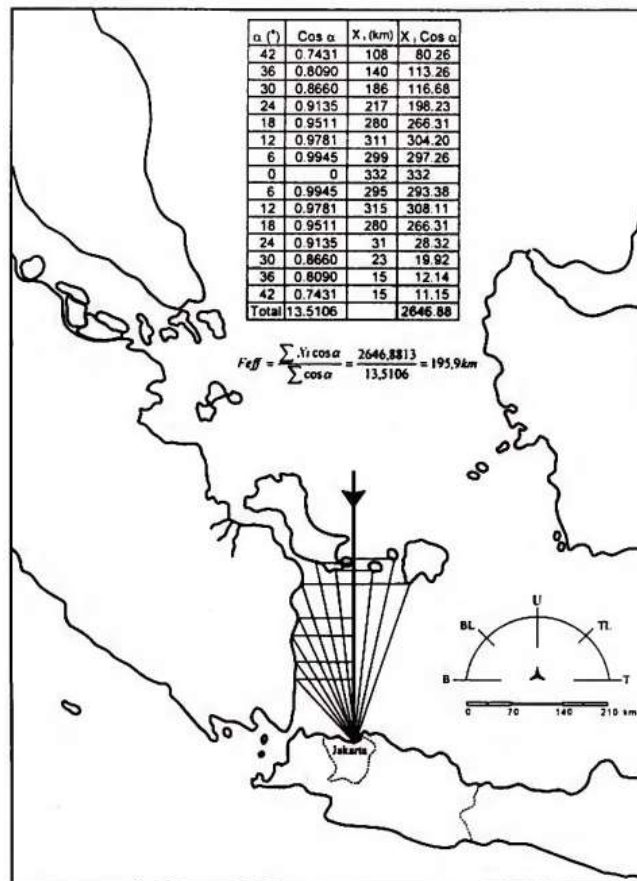 α (°) Cos α X i (km) X i Cos α
42 0.7431 108 80.26
36 0.8090 140 113.26
30 0.8660 186 116.68
24 0.9135 217 198.23
18 0.9511 280 266.31
12 0.9781 311 304.20
6 0.9945 299 297.26
0 0 332 332
6 0.9945 295 293.38
12 0.9781 315 308.11
18 0.9511 280 266.31
24 0.9135 31 28.32
30 0.8660 23 19.92
36 0.8090 15 12.14
42 0.7431 15 11.15
Total 13.5106 2646.88
Feff = ∑ Xi cos α / ∑ cos α = 2646,8813 / 13,5106 = 195,9 km
U
BL TL
B T
0 70 140 210 km
Jakarta